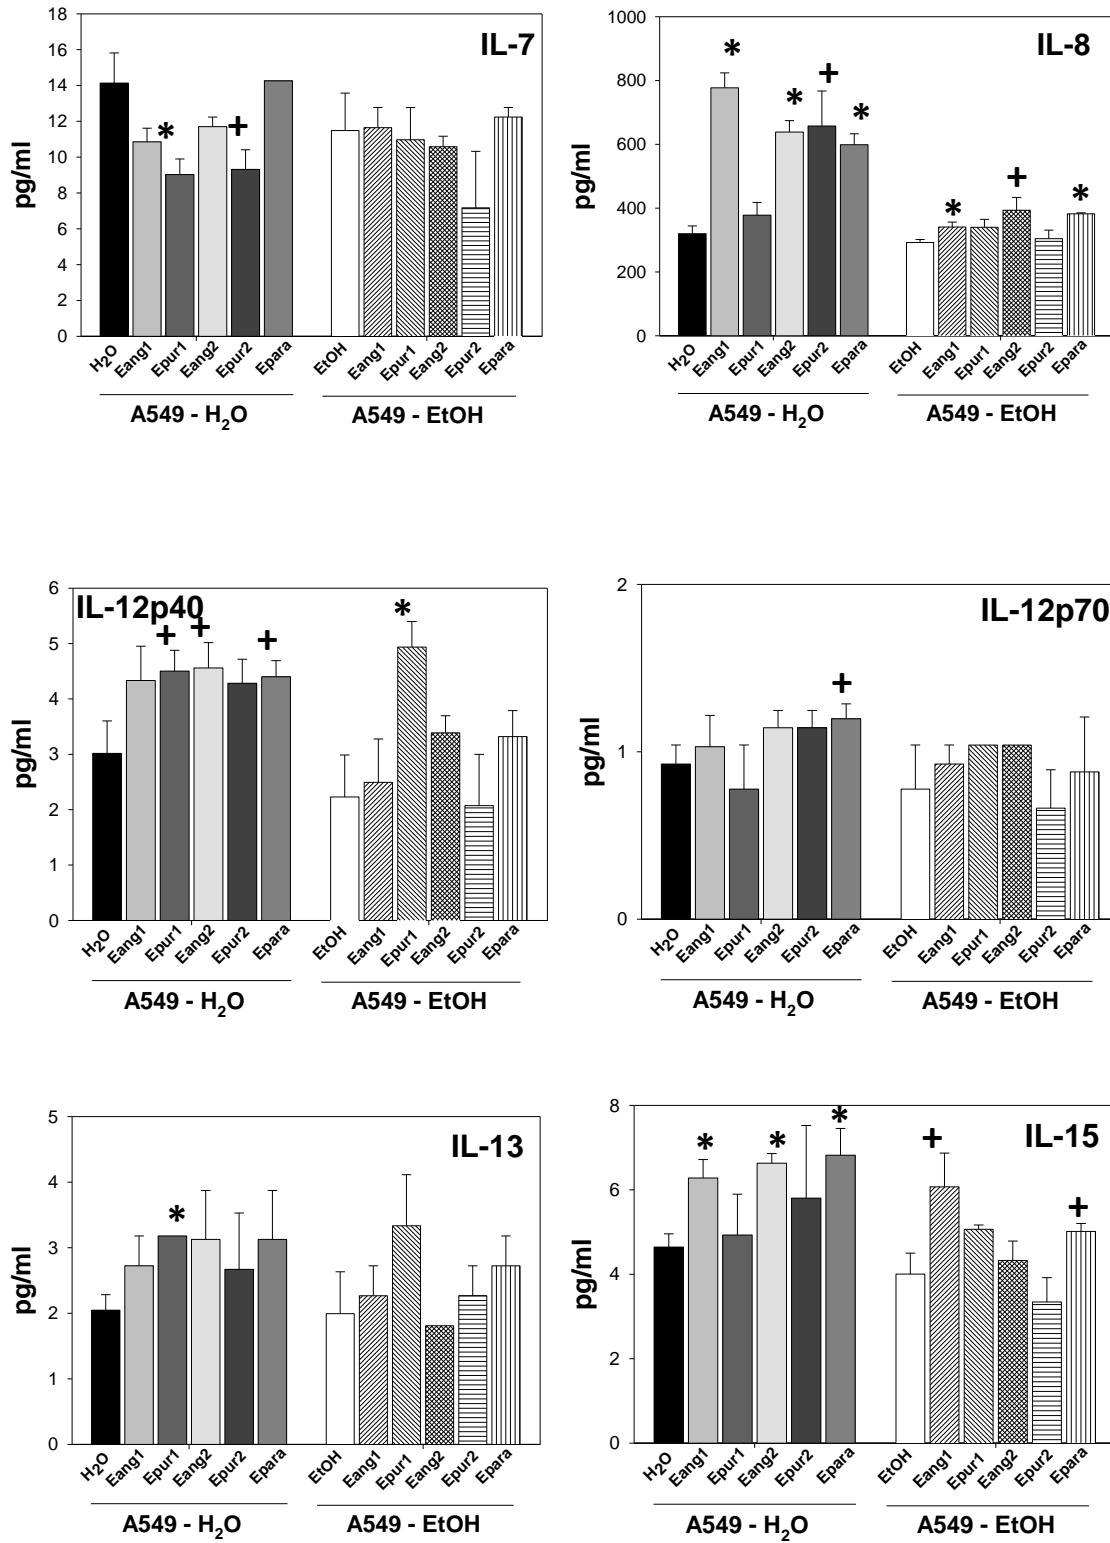 IL-7
pg/ml
18
16
14
12
10
8
6
4
2
0
*
+
H₂O Eang1 Epur1 Eang2 Epur2 Epara EtOH Eang1 Epur1 Eang2 Epur2 Epara
A549 - H₂O A549 - EtOH
IL-8
pg/ml
1000
800
600
400
200
0
* * + * * + *
H₂O Eang1 Epur1 Eang2 Epur2 Epara EtOH Eang1 Epur1 Eang2 Epur2 Epara
A549 - H₂O A549 - EtOH
IL-12p40
pg/ml
6
5
4
3
2
1
0
+ + + *
H₂O Eang1 Epur1 Eang2 Epur2 Epara EtOH Eang1 Epur1 Eang2 Epur2 Epara
A549 - H₂O A549 - EtOH
IL-12p70
pg/ml
2
1
0
+
H₂O Eang1 Epur1 Eang2 Epur2 Epara EtOH Eang1 Epur1 Eang2 Epur2 Epara
A549 - H₂O A549 - EtOH
IL-13
pg/ml
5
4
3
2
1
0
*
H₂O Eang1 Epur1 Eang2 Epur2 Epara EtOH Eang1 Epur1 Eang2 Epur2 Epara
A549 - H₂O A549 - EtOH
IL-15
pg/ml
8
6
4
2
0
* * * + +
H₂O Eang1 Epur1 Eang2 Epur2 Epara EtOH Eang1 Epur1 Eang2 Epur2 Epara
A549 - H₂O A549 - EtOH